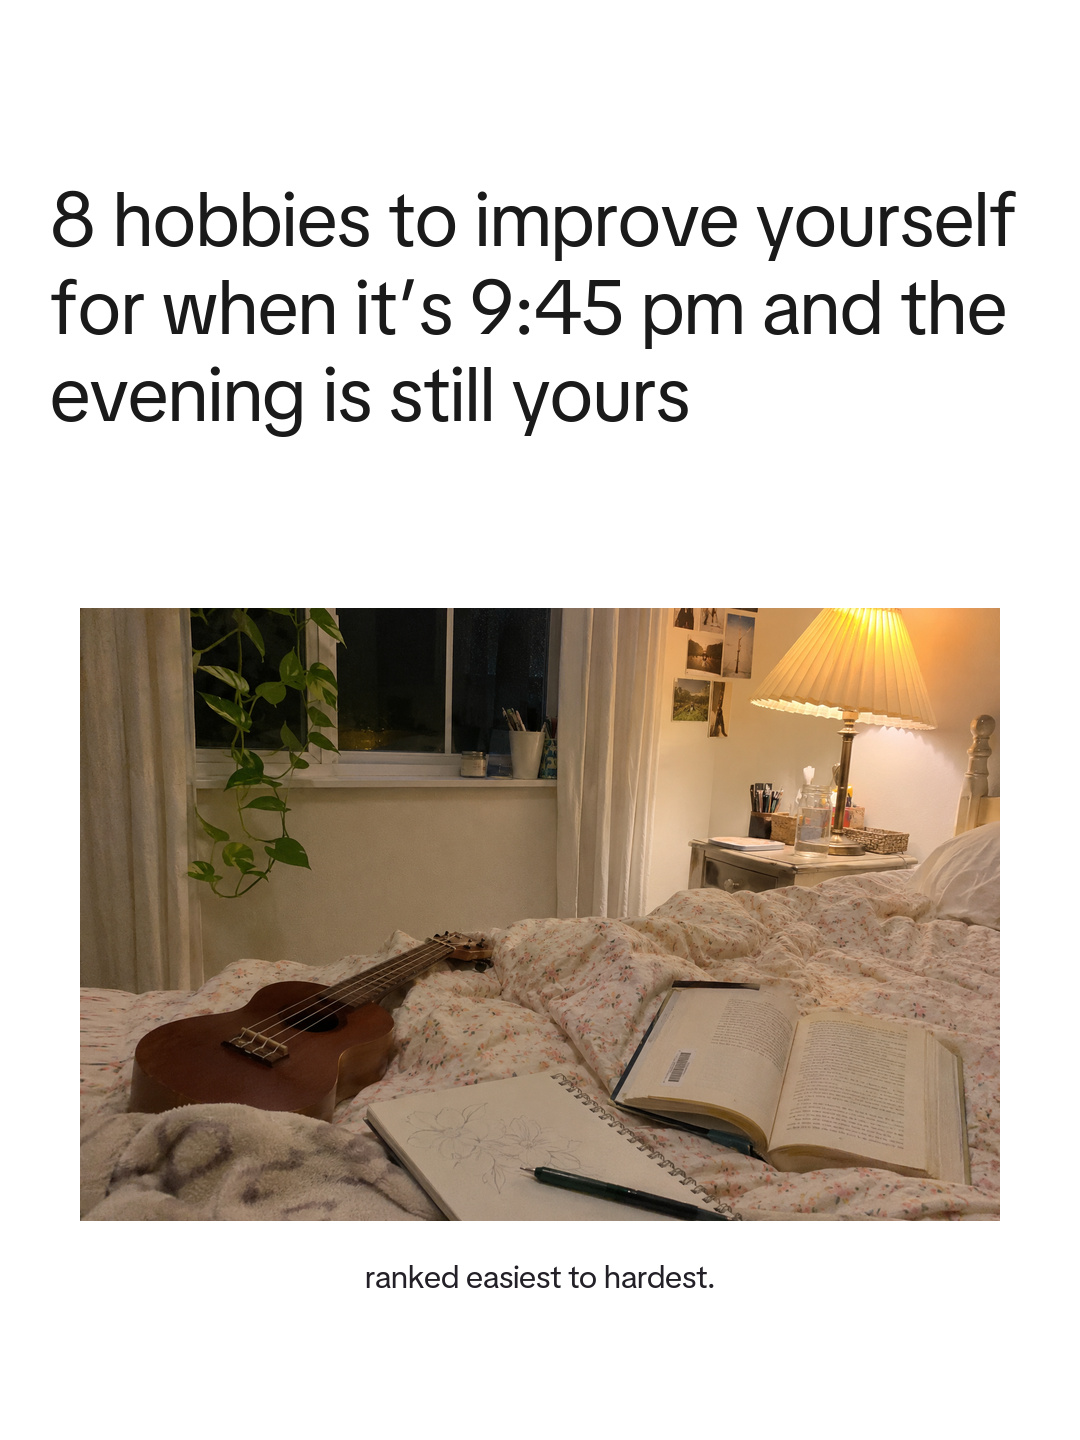 8 hobbies to improve yourself
for when it’s 9:45 pm and the
evening is still yours
ranked easiest to hardest.